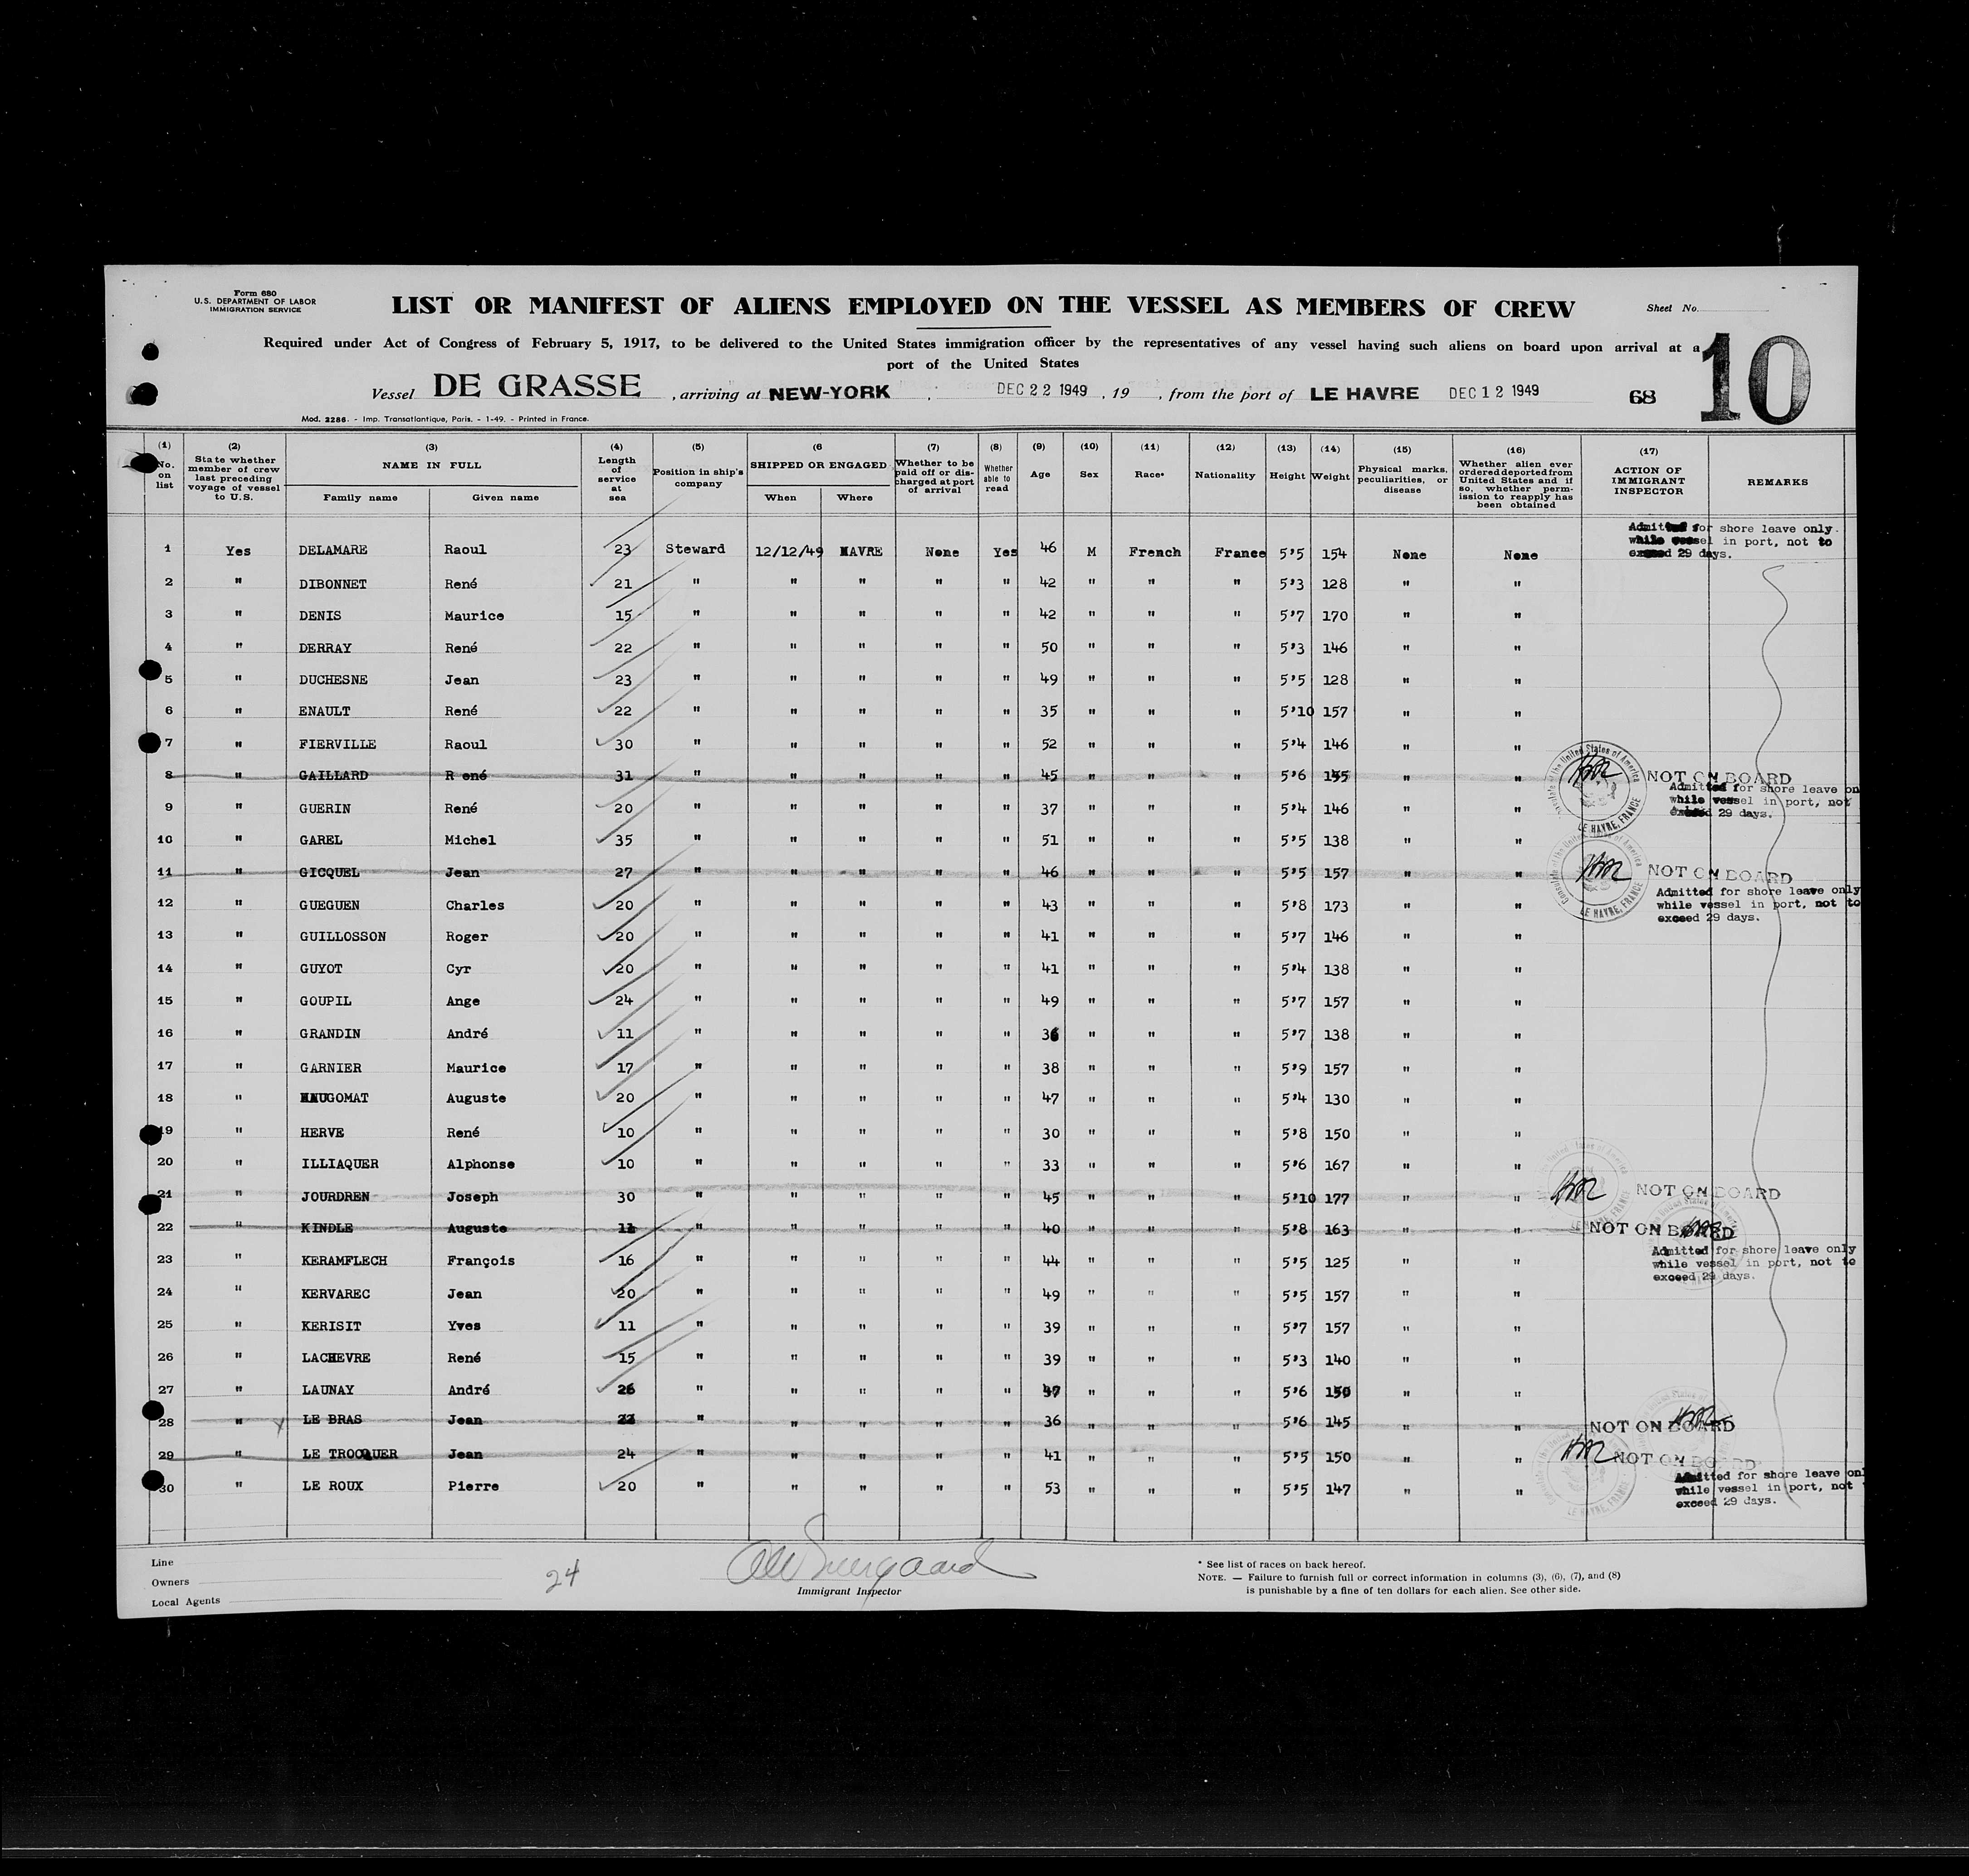 Form 680
U.S. DEPARTMENT OF LABOR
IMMIGRATION SERVICE
LIST OR MANIFEST OF ALIENS EMPLOYED ON THE VESSEL AS MEMBERS OF CREW
Sheet No.
Required under Act of Congress of February 5, 1917, to be delivered to the United States immigration officer by the representatives of any vessel having such aliens on board upon arrival at a
port of the United States
10
Vessel DE GRASSE , arriving at NEW-YORK , DEC 22 1949 , 19 , from the port of LE HAVRE DEC 12 1949 68
Mod. 2286. - Imp. Transatlantique, Paris. - 1-49. - Printed in France.
(1) No. on list (2) State whether member of crew last preceding voyage of vessel to U.S. (3) NAME IN FULL Family name Given name (4) Length of service at sea (5) Position in ship's company (6 SHIPPED OR ENGAGED When Where (7) Whether to be paid off or discharged at port of arrival (8) Whether able to read (9) Age (10) Sex (11) Race* (12) Nationality (13) Height (14) Weight (15) Physical marks, peculiarities, or disease (16) Whether alien ever ordered deported from United States and if so, whether permission to reapply has been obtained (17) ACTION OF IMMIGRANT INSPECTOR REMARKS
1 Yes DELAMARE Raoul 23 Steward 12/12/49 HAVRE None Yes 46 M French France 5'5 154 None None Admitted for shore leave only. while vessel in port, not to exceed 29 days.
2 " DIBONNET René 21 " " " " " 42 " " " 5'3 128 " "
3 " DENIS Maurice 15 " " " " " 42 " " " 5'7 170 " "
4 " DERRAY René 22 " " " " " 50 " " " 5'3 146 " "
5 " DUCHESNE Jean 23 " " " " " 49 " " " 5'5 128 " "
6 " ENAULT René 22 " " " " " 35 " " " 5'10 157 " "
7 " FIERVILLE Raoul 30 " " " " " 52 " " " 5'4 146 " "
8 " GAILLARD R ené 31 " " " " " 45 " " " 5'6 155 " " NOT ON BOARD
9 " GUERIN René 20 " " " " " 37 " " " 5'4 146 " " Admitted for shore leave on while vessel in port, not exceed 29 days.
10 " GAREL Michel 35 " " " " " 51 " " " 5'5 138 " "
11 " GICQUEL Jean 27 " " " " " 46 " " " 5'5 157 " " NOT ON BOARD
12 " GUEGUEN Charles 20 " " " " " 43 " " " 5'8 173 " " Admitted for shore leave only while vessel in port, not to exceed 29 days.
13 " GUILLOSSON Roger 20 " " " " " 41 " " " 5'7 146 " "
14 " GUYOT Cyr 20 " " " " " 41 " " " 5'4 138 " "
15 " GOUPIL Ange 24 " " " " " 49 " " " 5'7 157 " "
16 " GRANDIN André 11 " " " " " 36 " " " 5'7 138 " "
17 " GARNIER Maurice 17 " " " " " 38 " " " 5'9 157 " "
18 " HAUGOMAT Auguste 20 " " " " " 47 " " " 5'4 130 " "
19 " HERVE René 10 " " " " " 30 " " " 5'8 150 " "
20 " ILLIAQUER Alphonse 10 " " " " " 33 " " " 5'6 167 " "
21 " JOURDREN Joseph 30 " " " " " 45 " " " 5'10 177 " " NOT ON BOARD
22 " KINDLE Auguste 11 " " " " " 40 " " " 5'8 163 " " NOT ON BOARD
23 " KERAMFLECH François 16 " " " " " 44 " " " 5'5 125 " " Admitted for shore leave only while vessel in port, not to exceed 29 days.
24 " KERVAREC Jean 20 " " " " " 49 " " " 5'5 157 " "
25 " KERISIT Yves 11 " " " " " 39 " " " 5'7 157 " "
26 " LACHEVRE René 15 " " " " " 39 " " " 5'3 140 " "
27 " LAUNAY André 26 " " " " " " " " 5'6 150 " "
28 " LE BRAS Jean " " " " " 36 " " " 5'6 145 " " NOT ON BOARD
29 " LE TROCQUER Jean 24 " " " " " 41 " " " 5'5 150 " " NOT ON BOARD
30 " LE ROUX Pierre 20 " " " " " 53 " " " 5'5 147 " " Admitted for shore leave onl while vessel in port, not exceed 29 days.
Consulate of the United States of America
LE HAVRE, FRANCE
Line
Owners
Local Agents
24
Immigrant Inspector
* See list of races on back hereof.
NOTE. — Failure to furnish full or correct information in columns (3), (6), (7), and (8)
is punishable by a fine of ten dollars for each alien. See other side.